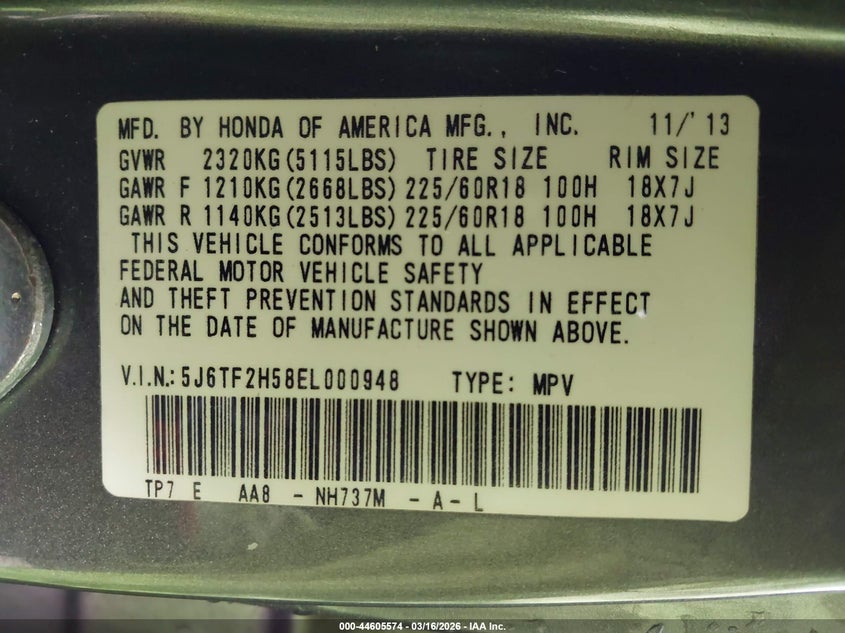 MFD. BY HONDA OF AMERICA MFG., INC. 11/'13
GVWR 2320KG(5115LBS) TIRE SIZE RIM SIZE
GAWR F 1210KG(2668LBS) 225/60R18 100H 18X7J
GAWR R 1140KG(2513LBS) 225/60R18 100H 18X7J
THIS VEHICLE CONFORMS TO ALL APPLICABLE
FEDERAL MOTOR VEHICLE SAFETY
AND THEFT PREVENTION STANDARDS IN EFFECT
ON THE DATE OF MANUFACTURE SHOWN ABOVE.
V.I.N.: 5J6TF2H58EL000948 TYPE: MPV
TP7 E AA8 - NH737M - A - L
000-44605574 - 03/16/2026 - IAA Inc.